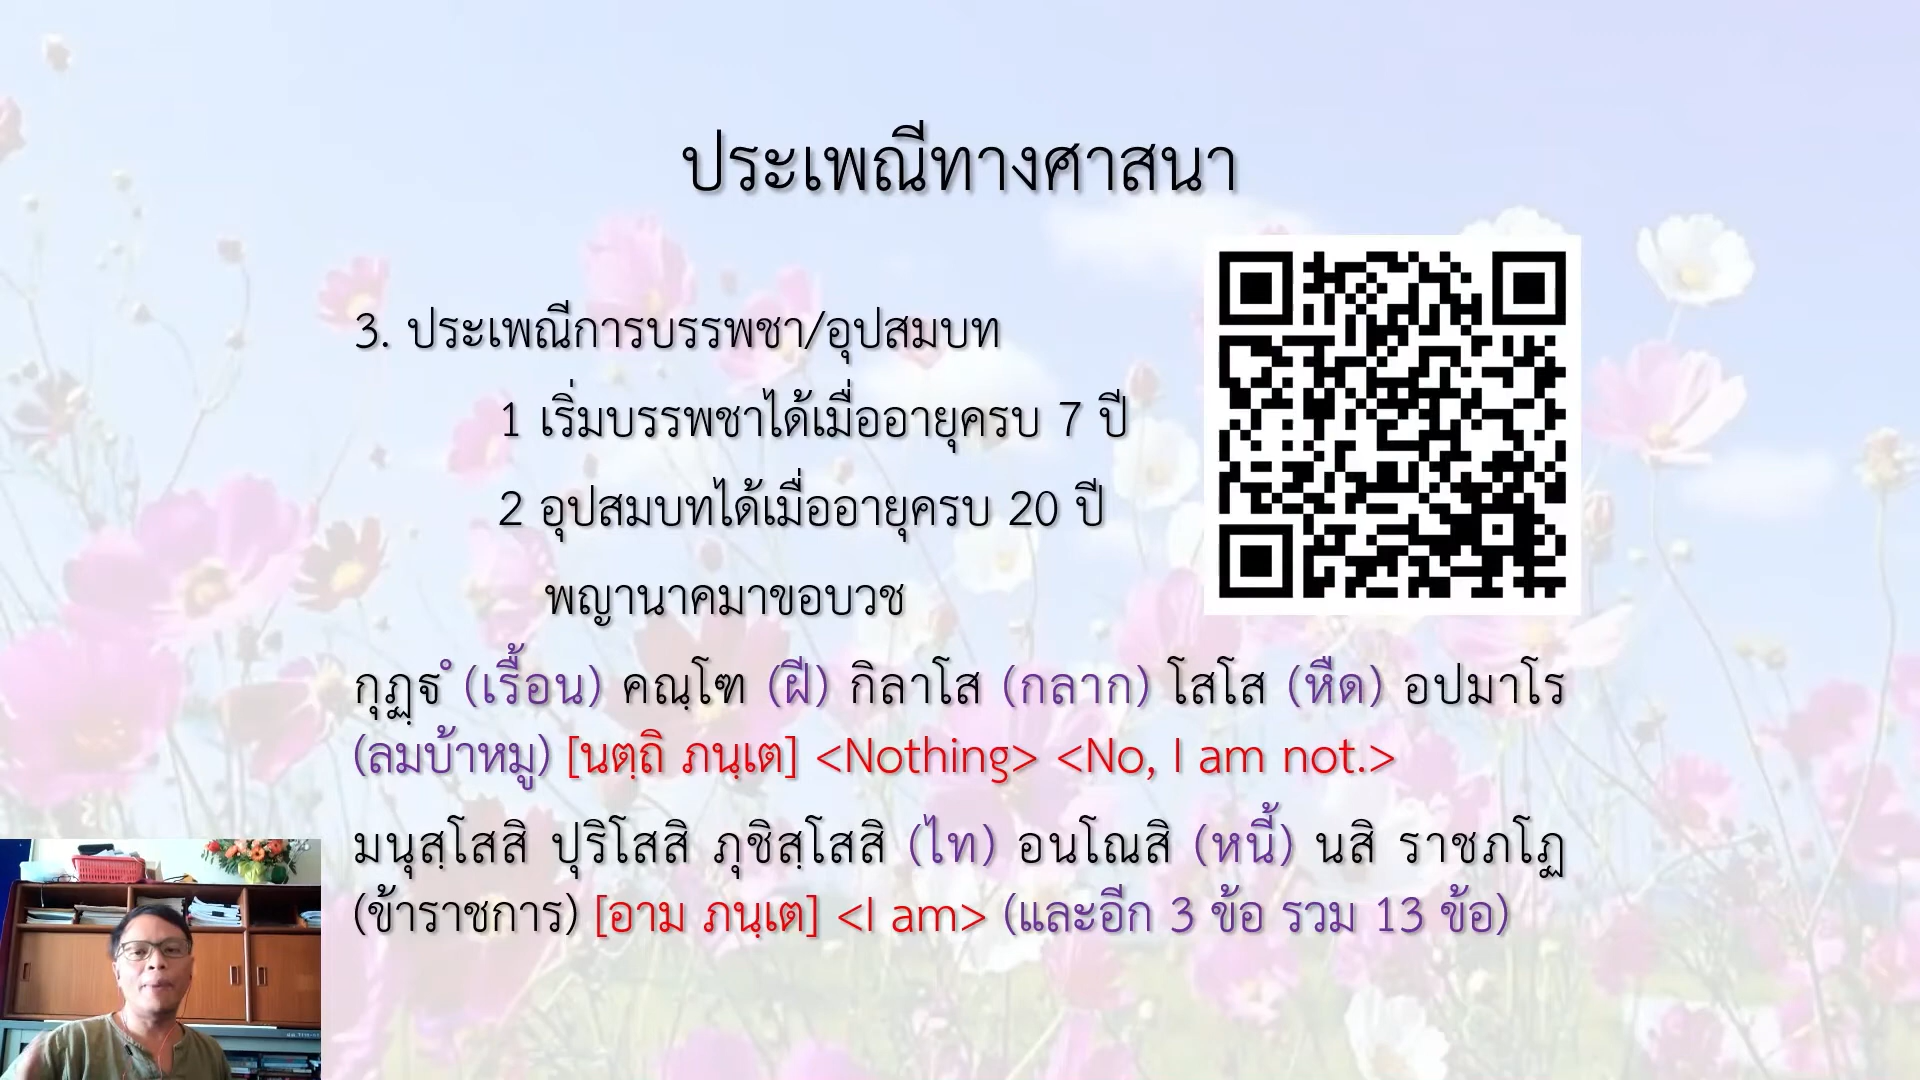 ประเพณีทางศาสนา
3. ประเพณีการบรรพชา/อุปสมบท
1 เริ่มบรรพชาได้เมื่ออายุครบ 7 ปี
2 อุปสมบทได้เมื่ออายุครบ 20 ปี
พญานาคมาขอบวช
กุฏฺฐํ (เรื้อน) คณฺโฑ (ฝี) กิลาโส (กลาก) โสโส (หืด) อปมาโร
(ลมบ้าหมู) [นตฺถิ ภนฺเต] <Nothing> <No, I am not.>
มนุสฺโสสิ ปุริโสสิ ภุชิสฺโสสิ (ไท) อนโณสิ (หนี้) นสิ ราชภโฏ
(ข้าราชการ) [อาม ภนฺเต] <I am> (และอีก 3 ข้อ รวม 13 ข้อ)